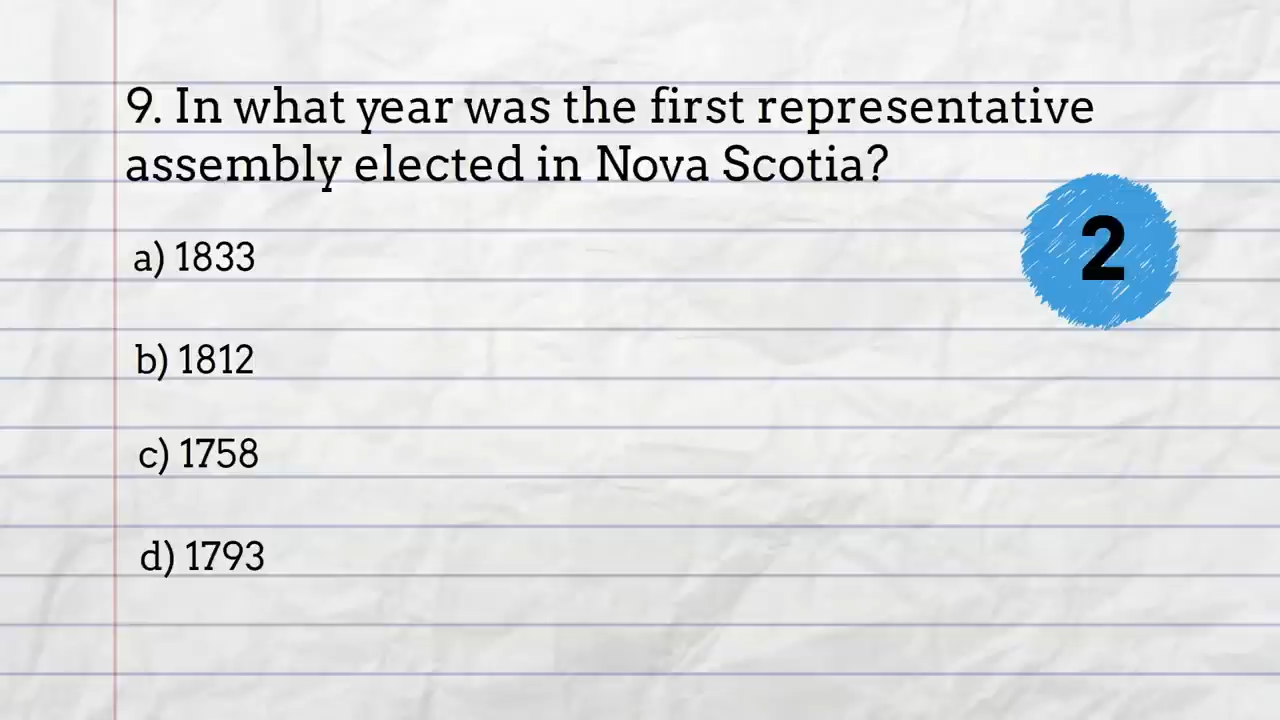 9. In what year was the first representative
assembly elected in Nova Scotia?
2
a) 1833
b) 1812
c) 1758
d) 1793